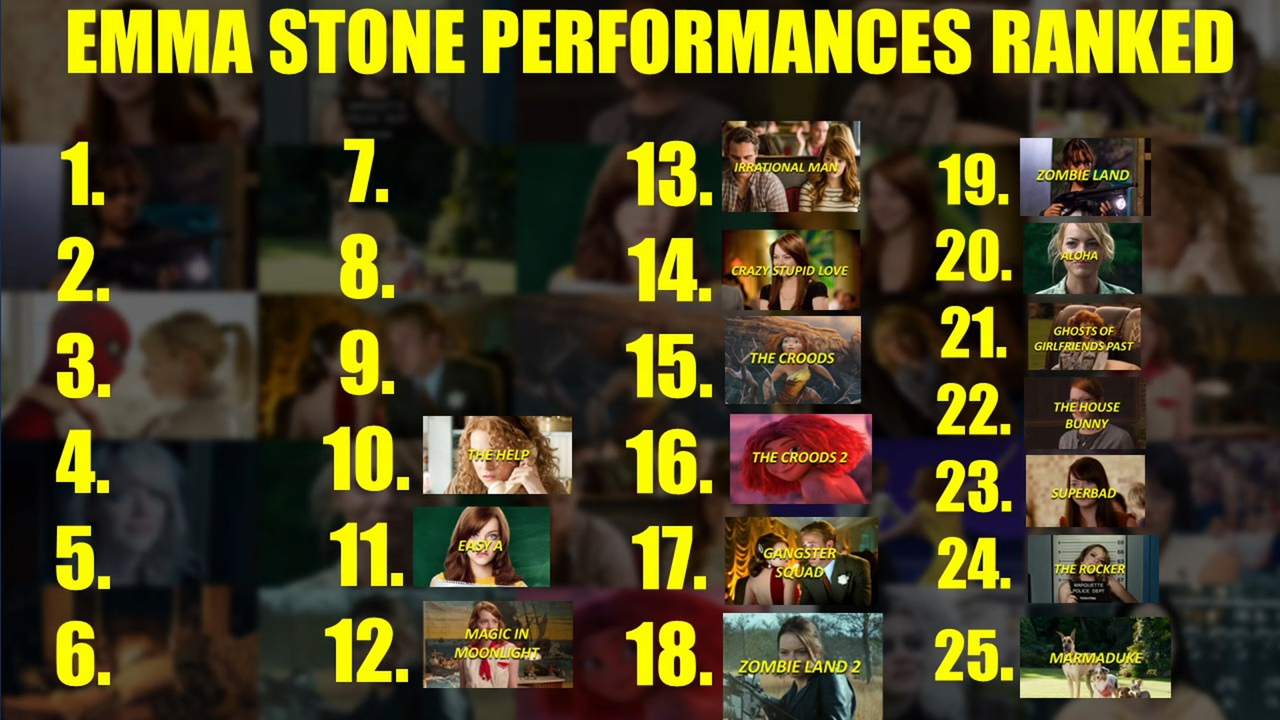 EMMA STONE PERFORMANCES RANKED
1.
2.
3.
4.
5.
6.
7.
8.
9.
10. THE HELP
11. EASY A
12. MAGIC IN
MOONLIGHT
13. IRRATIONAL MAN
14. CRAZY STUPID LOVE
15. THE CROODS
16. THE CROODS 2
17. GANGSTER
SQUAD
18. ZOMBIE LAND 2
19. ZOMBIE LAND
20. ALOHA
21. GHOSTS OF
GIRLFRIENDS PAST
22. THE HOUSE
BUNNY
23. SUPERBAD
24. THE ROCKER
MARQUETTE
POLICE DEPT
25. MARMADUKE